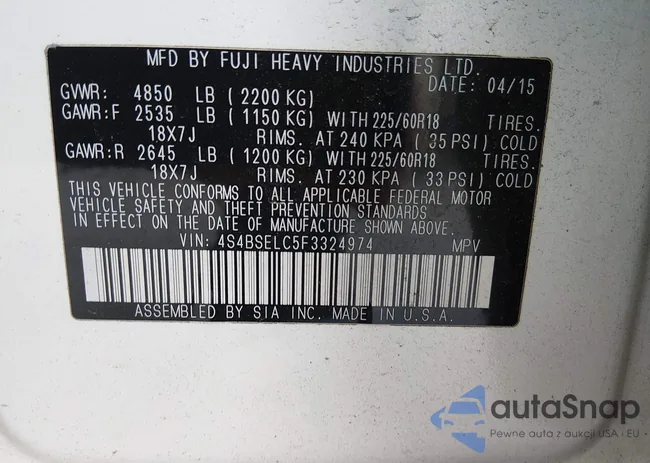 MFD BY FUJI HEAVY INDUSTRIES LTD.
DATE: 04/15
GVWR: 4850 LB (2200 KG)
GAWR:F 2535 LB (1150 KG) WITH 225/60R18 TIRES.
18X7J RIMS. AT 240 KPA (35 PSI) COLD
GAWR:R 2645 LB (1200 KG) WITH 225/60R18 TIRES.
18X7J RIMS. AT 230 KPA (33 PSI) COLD
THIS VEHICLE CONFORMS TO ALL APPLICABLE FEDERAL MOTOR
VEHICLE SAFETY AND THEFT PREVENTION STANDARDS
IN EFFECT ON THE DATE OF MANUFACTURE SHOWN ABOVE.
VIN: 4S4BSELC5F3324974 MPV
ASSEMBLED BY SIA INC. MADE IN U.S.A.
autoSnap
Pewne auta z aukcji USA i EU